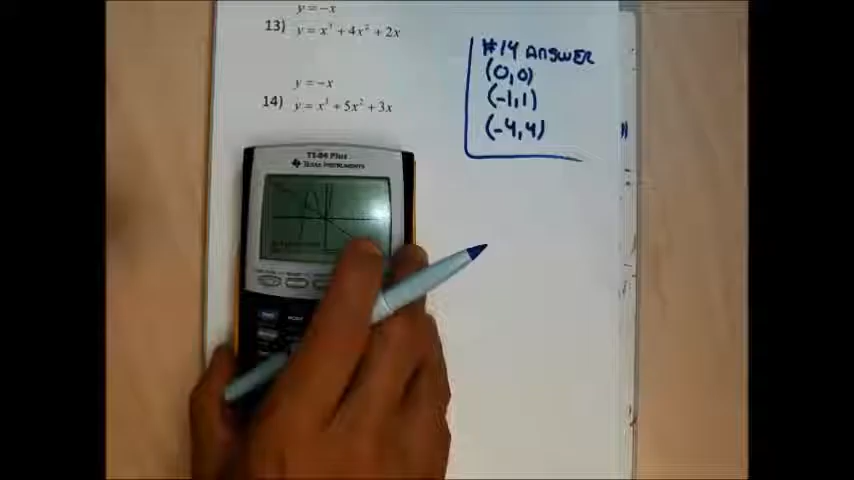 y = -x
13) y = x³ + 4x² + 2x
y = -x
14) y = x³ + 5x² + 3x
#14 ANSWER
(0,0)
(-1,1)
(-4,4)
TI-84 Plus
TEXAS INSTRUMENTS